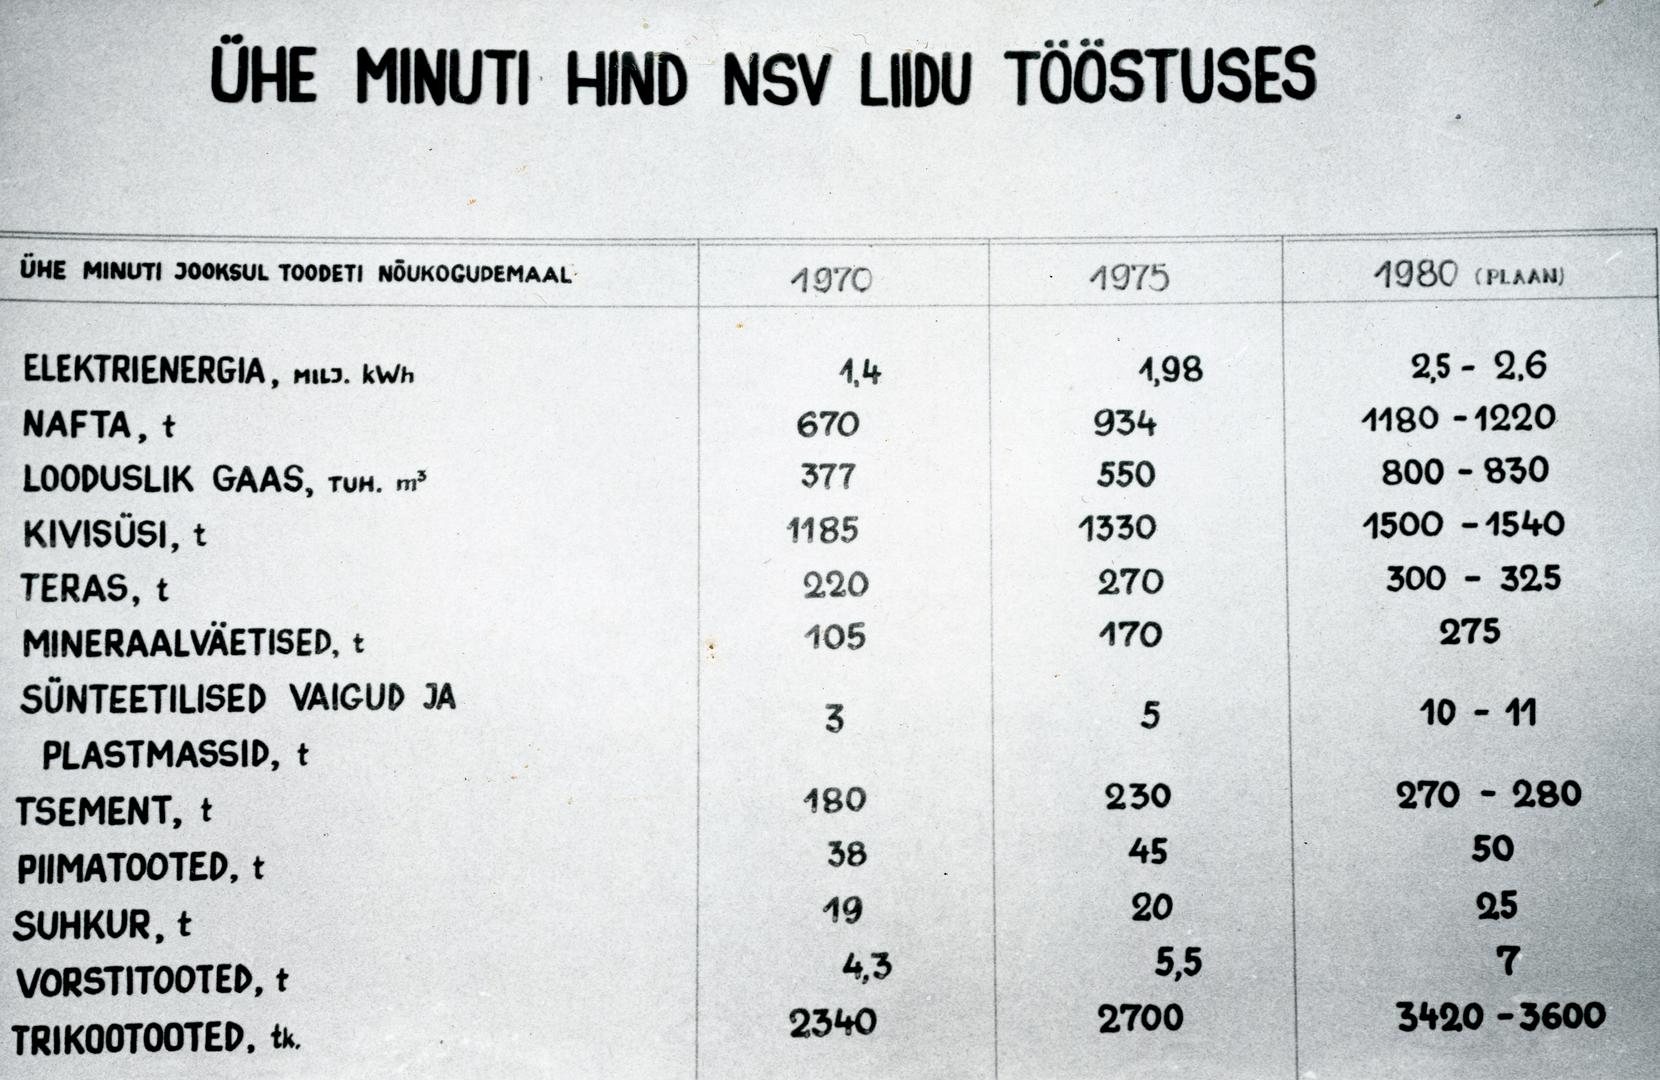 ÜHE MINUTI HIND NSV LIIDU TÖÖSTUSES
ÜHE MINUTI JOOKSUL TOODETI NÕUKOGUDEMAAL 1970 1975 1980 (PLAAN)
ELEKTRIENERGIA, MILJ. kWh 1,4 1,98 2,5 - 2,6
NAFTA, t 670 934 1180 - 1220
LOODUSLIK GAAS, TUH. m³ 377 550 800 - 830
KIVISÜSI, t 1185 1330 1500 - 1540
TERAS, t 220 270 300 - 325
MINERAALVÄETISED, t 105 170 275
SÜNTEETILISED VAIGUD JA
PLASTMASSID, t 3 5 10 - 11
TSEMENT, t 180 230 270 - 280
PIIMATOOTED, t 38 45 50
SUHKUR, t 19 20 25
VORSTITOOTED, t 4,3 5,5 7
TRIKOOTOOTED, tk. 2340 2700 3420 - 3600